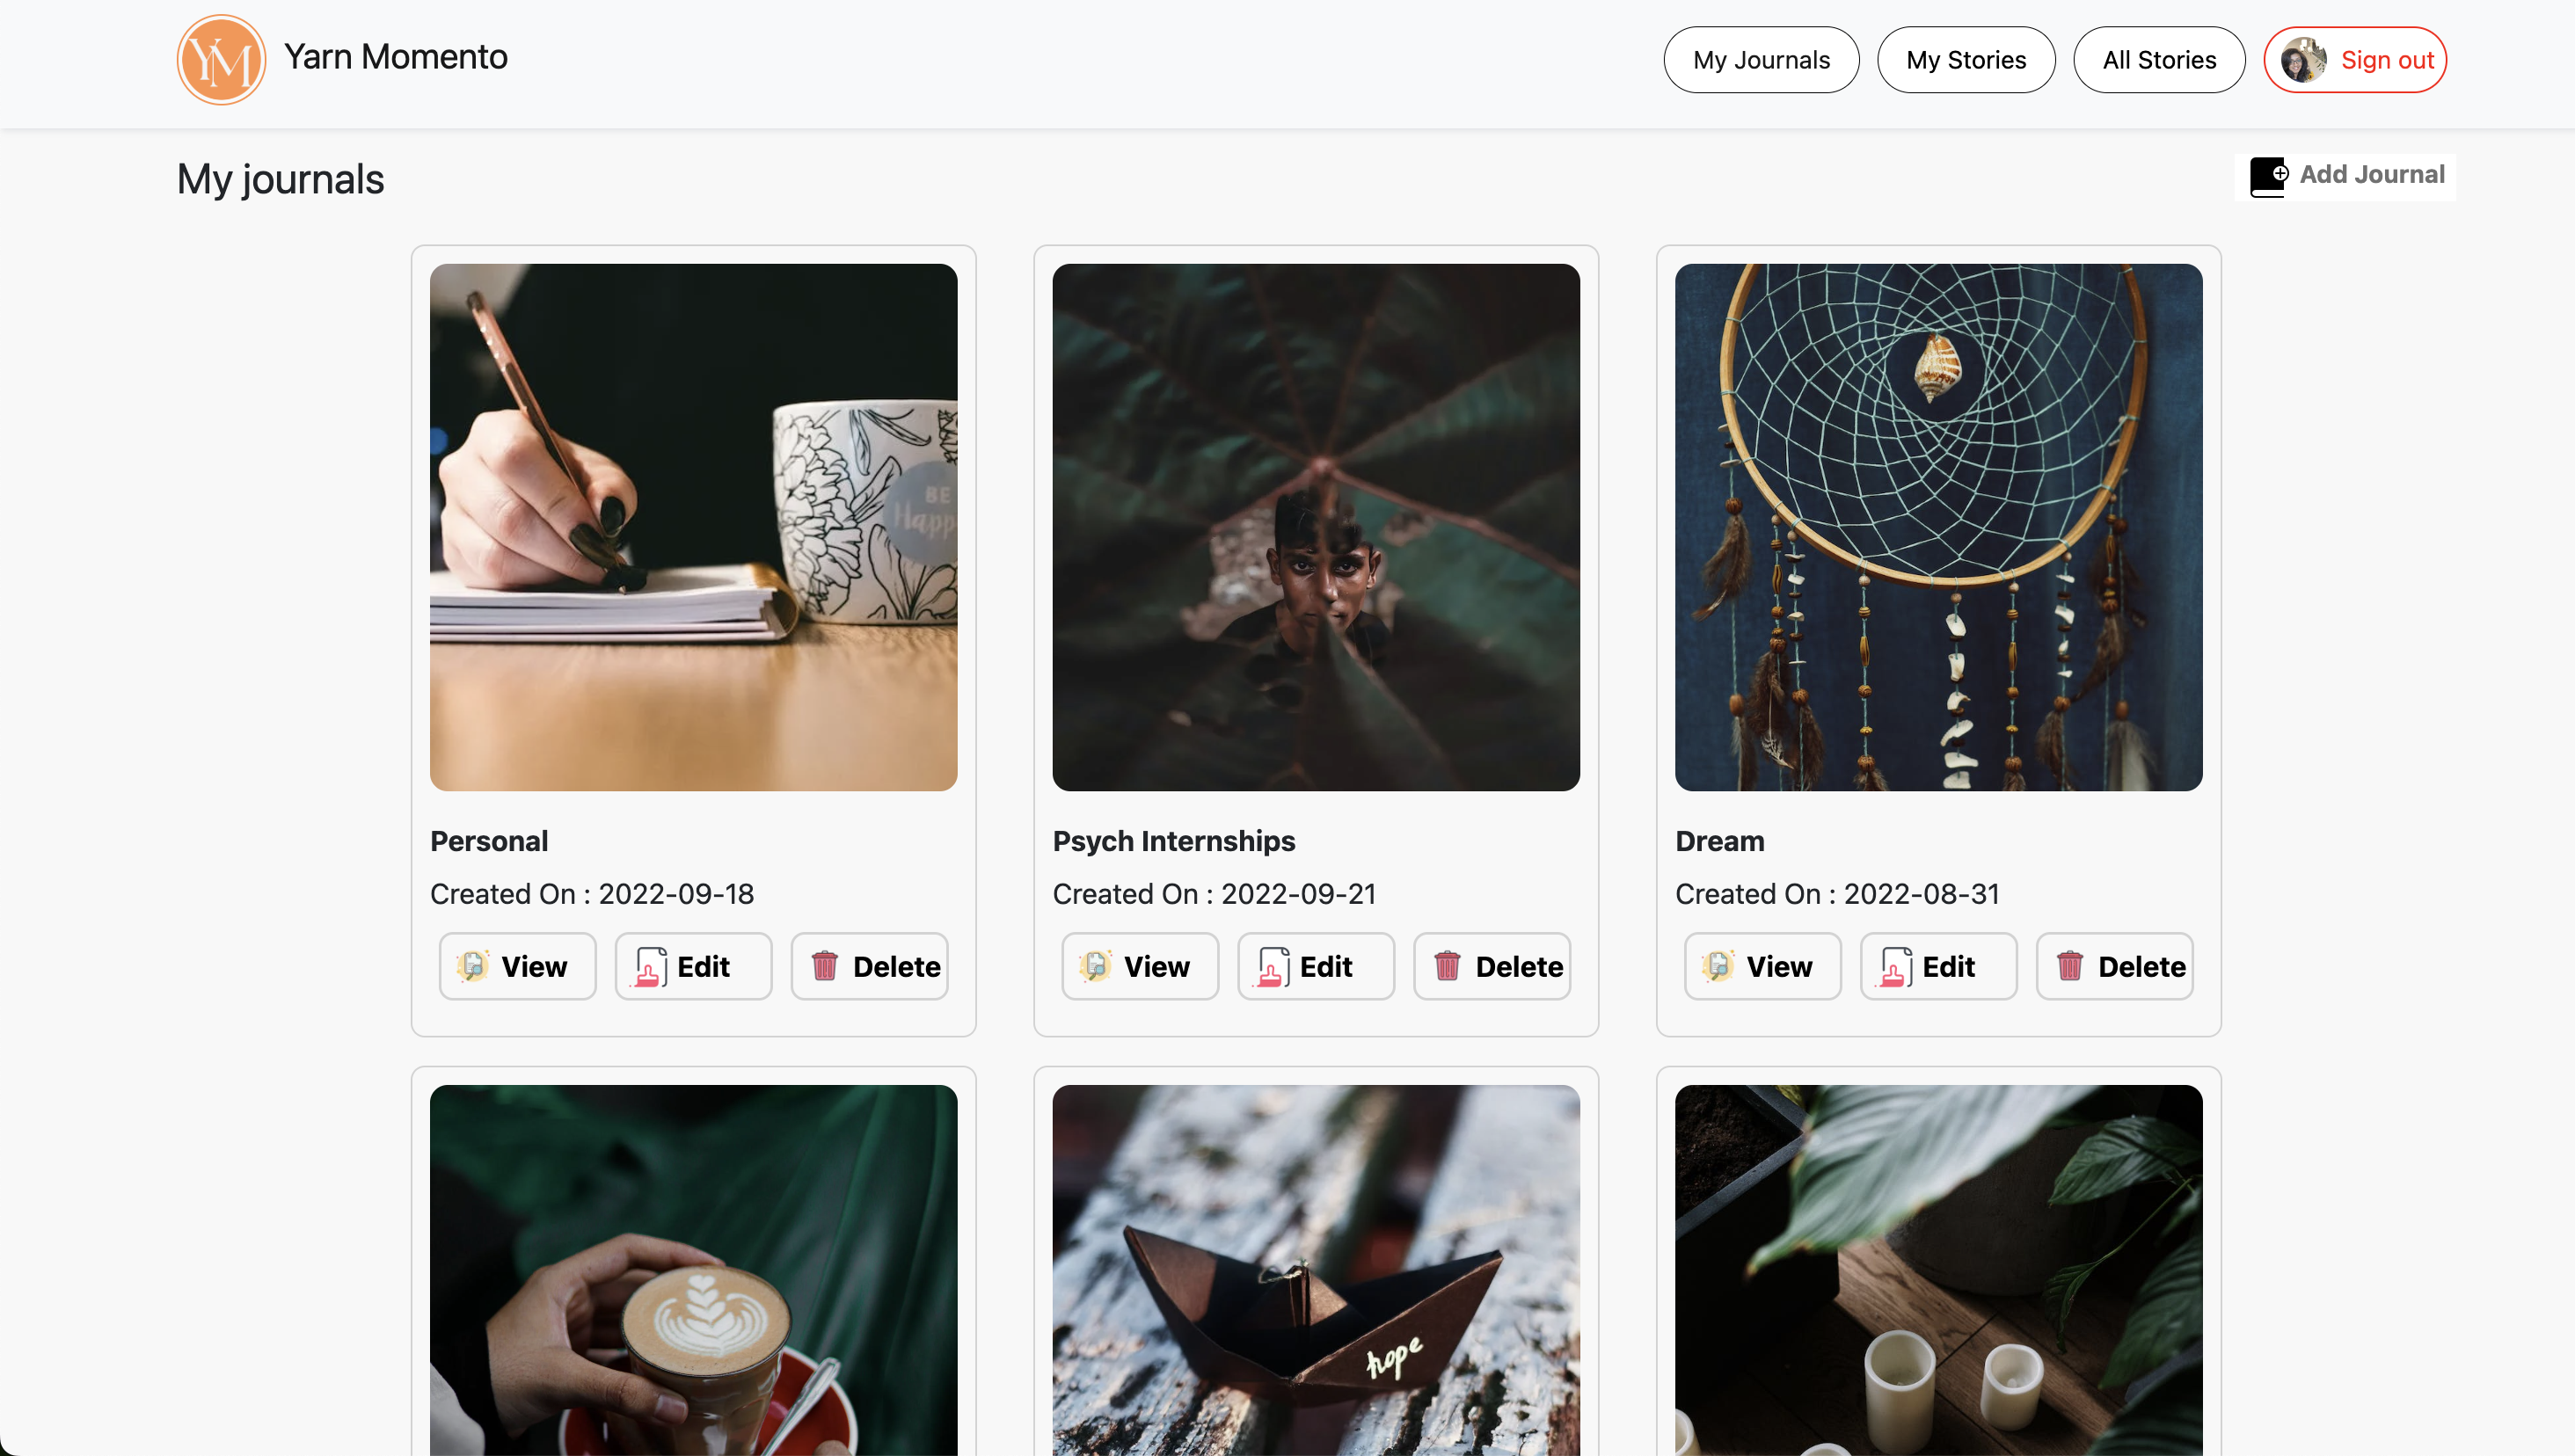 YM Yarn Momento
My Journals
My Stories
All Stories
Sign out
My journals
Add Journal
BE
Happ
Personal
Created On : 2022-09-18
View
Edit
Delete
Psych Internships
Created On : 2022-09-21
View
Edit
Delete
Dream
Created On : 2022-08-31
View
Edit
Delete
hope